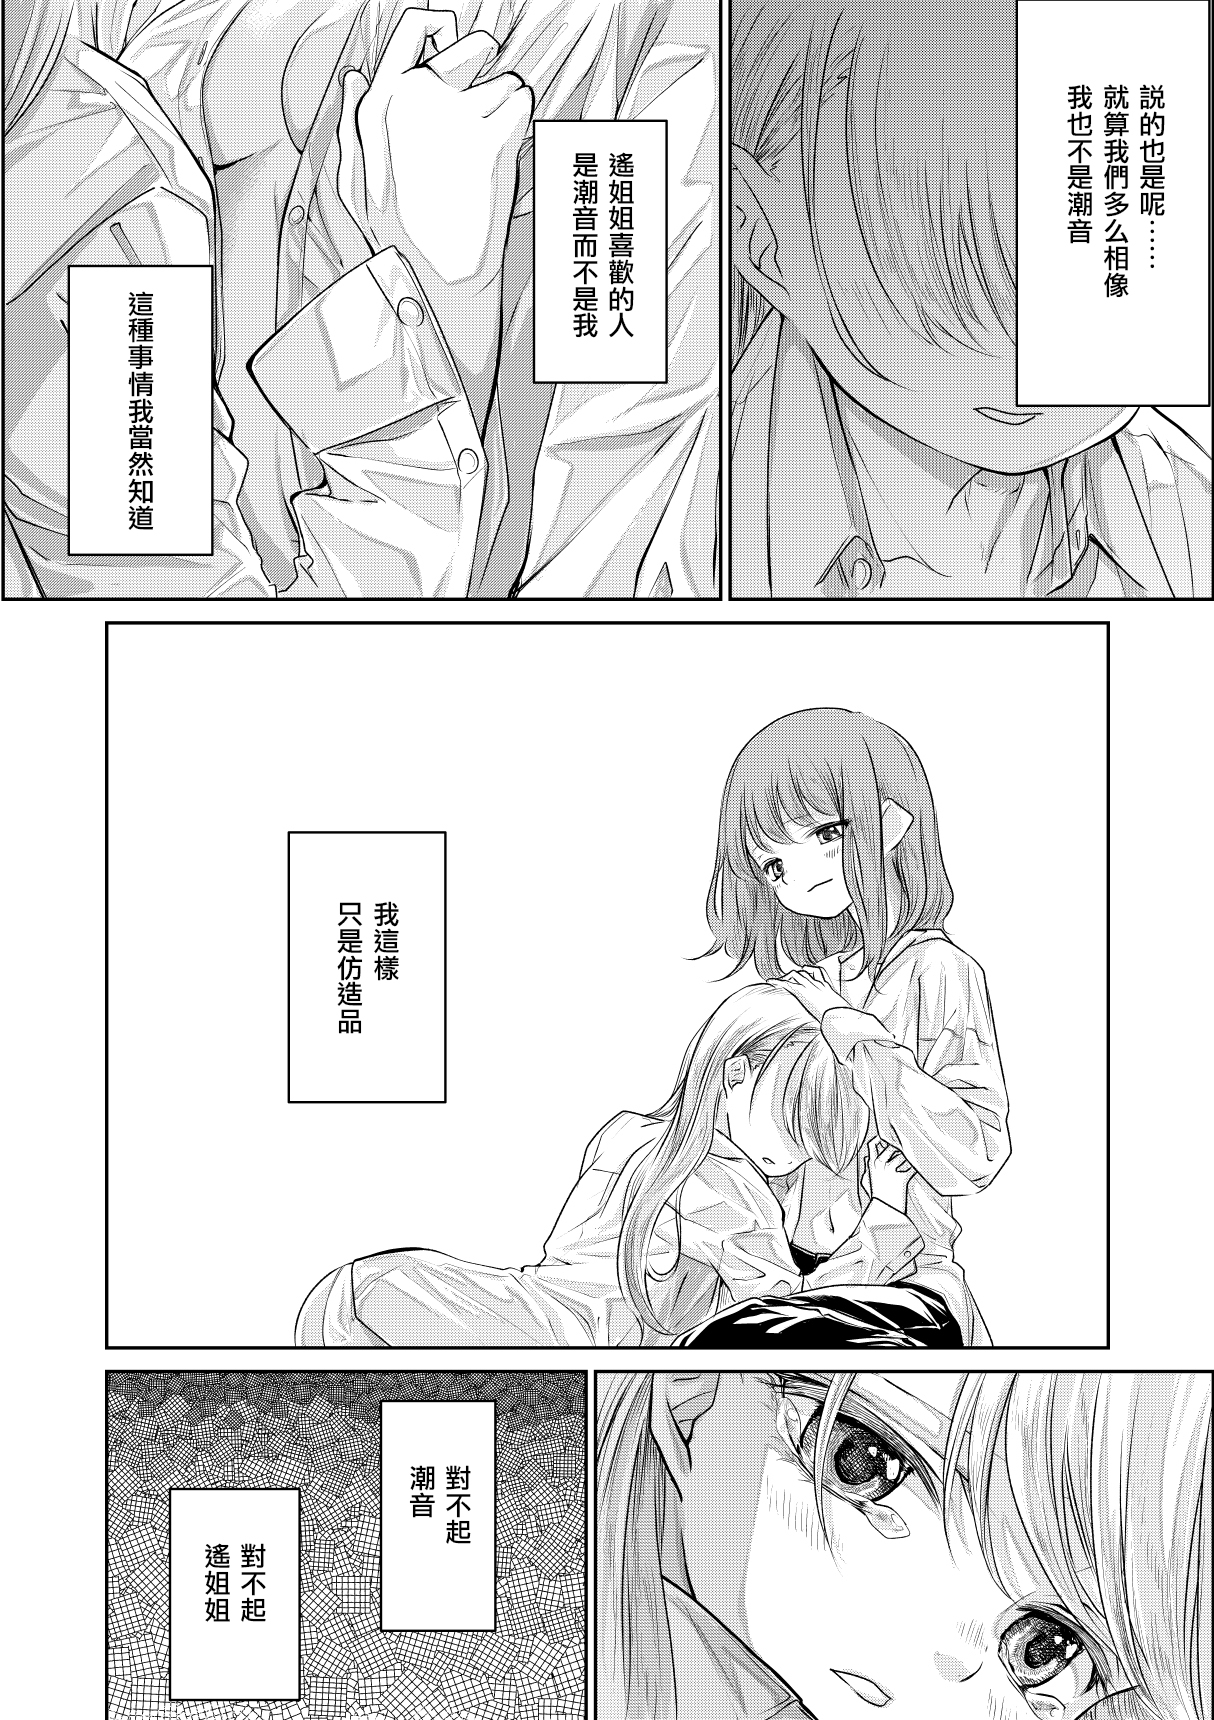 説的也是呢……
就算我們多么相像
我也不是潮音
遙姐姐喜歡的人
是潮音而不是我
這種事情我當然知道
我這樣
只是仿造品
對不起
潮音
對不起
遙姐姐